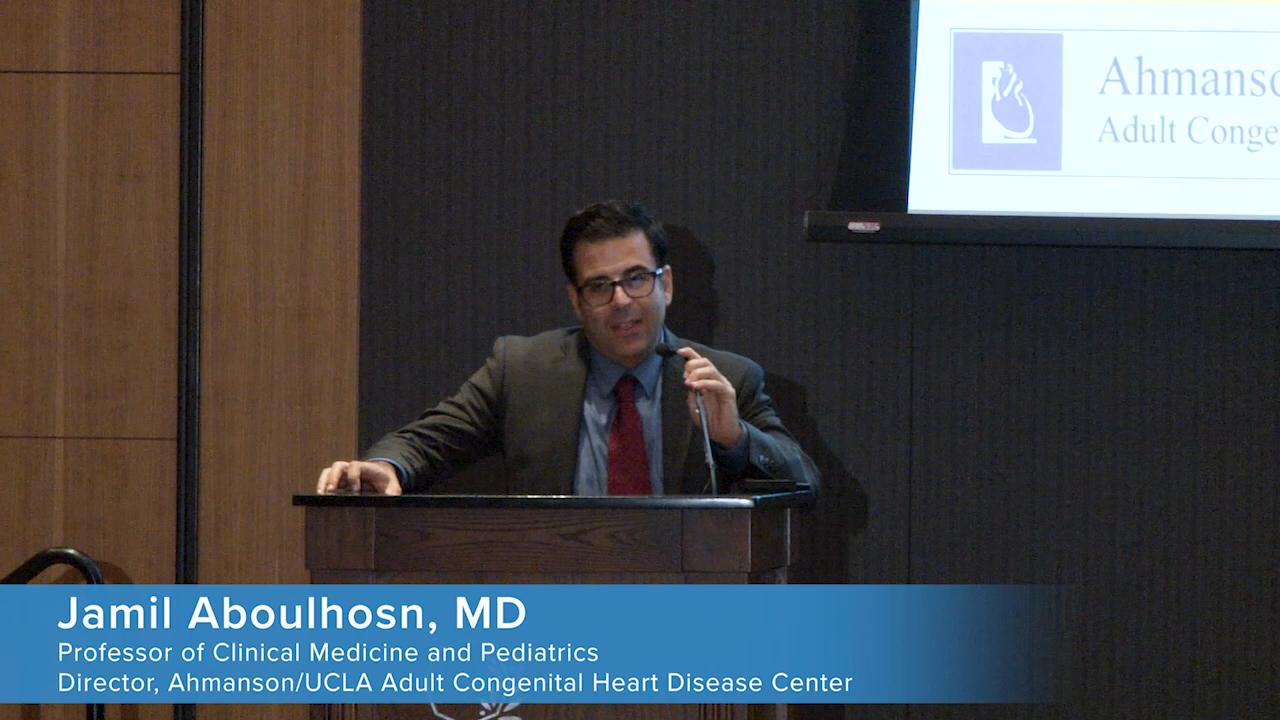 Ahmanso
Adult Conge
Jamil Aboulhosn, MD
Professor of Clinical Medicine and Pediatrics
Director, Ahmanson/UCLA Adult Congenital Heart Disease Center